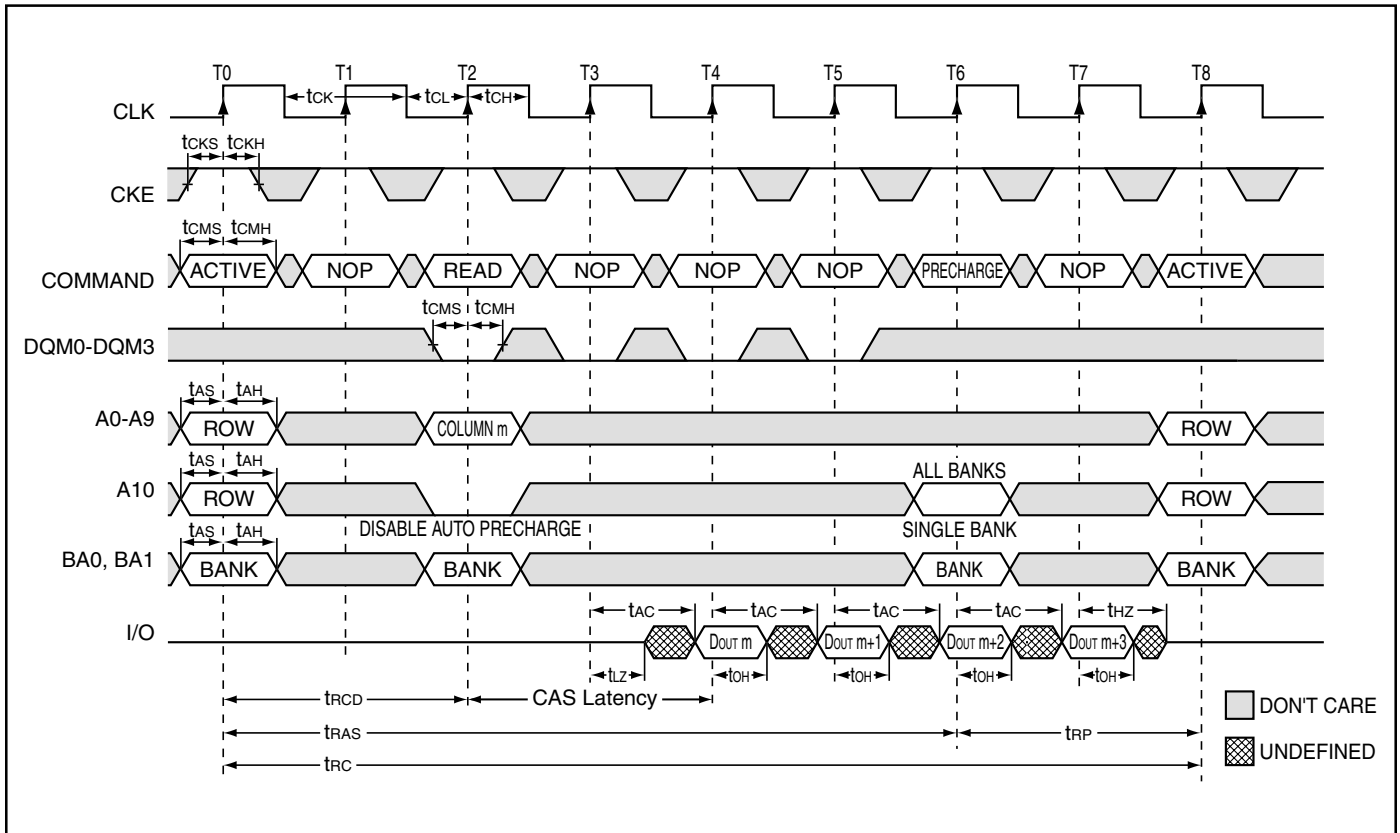 T0 T1 T2 T3 T4 T5 T6 T7 T8
CLK tCK tCL tCH
tCKS tCKH
CKE
tCMS tCMH
COMMAND ACTIVE NOP READ NOP NOP NOP PRECHARGE NOP ACTIVE
tCMS tCMH
DQM0-DQM3
tAS tAH
A0-A9 ROW COLUMN m ROW
tAS tAH ALL BANKS
A10 ROW ROW
DISABLE AUTO PRECHARGE SINGLE BANK
tAS tAH
BA0, BA1 BANK BANK BANK BANK
tAC tAC tAC tAC tHZ
I/O DOUT m DOUT m+1 DOUT m+2 DOUT m+3
tLZ tOH tOH tOH tOH
tRCD CAS Latency
DON'T CARE
tRAS tRP
UNDEFINED
tRC